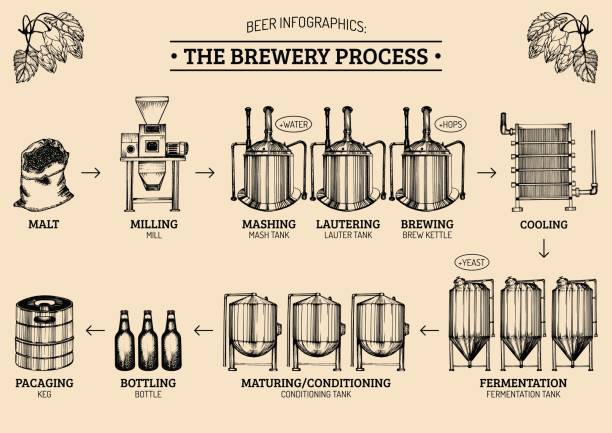 BEER INFOGRAPHICS:
• THE BREWERY PROCESS •
+WATER
+HOPS
MALT
MILLING
MILL
MASHING
MASH TANK
LAUTERING
LAUTER TANK
BREWING
BREW KETTLE
COOLING
+YEAST
PACAGING
KEG
BOTTLING
BOTTLE
MATURING/CONDITIONING
CONDITIONING TANK
FERMENTATION
FERMENTATION TANK